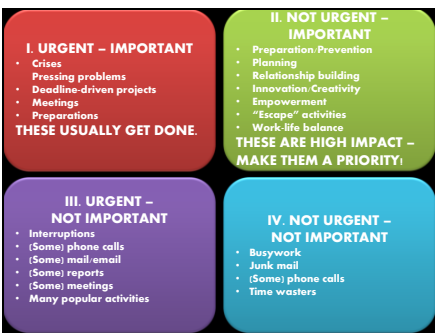 I. URGENT – IMPORTANT
• Crises
Pressing problems
• Deadline-driven projects
• Meetings
• Preparations
THESE USUALLY GET DONE.
II. NOT URGENT –
IMPORTANT
• Preparation/Prevention
• Planning
• Relationship building
• Innovation/Creativity
• Empowerment
• “Escape” activities
• Work-life balance
THESE ARE HIGH IMPACT –
MAKE THEM A PRIORITY!
III. URGENT –
NOT IMPORTANT
• Interruptions
• (Some) phone calls
• (Some) mail/email
• (Some) reports
• (Some) meetings
• Many popular activities
IV. NOT URGENT –
NOT IMPORTANT
• Busywork
• Junk mail
• (Some) phone calls
• Time wasters